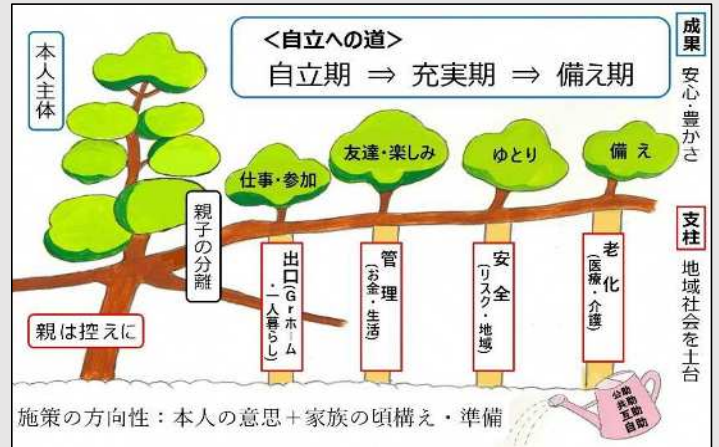 ＜自立への道＞
自立期 ⇒ 充実期 ⇒ 備え期
成果
安心・豊かさ
本人主体
仕事・参加
友達・楽しみ
ゆとり
備え
親子の分離
出口(Grホーム
・一人暮らし)
管理
(お金・生活)
安全
(リスク・地域)
老化
(医療・介護)
支柱
地域社会を土台
親は控えに
公助
共助
互助
自助
施策の方向性：本人の意思＋家族の頃構え・準備